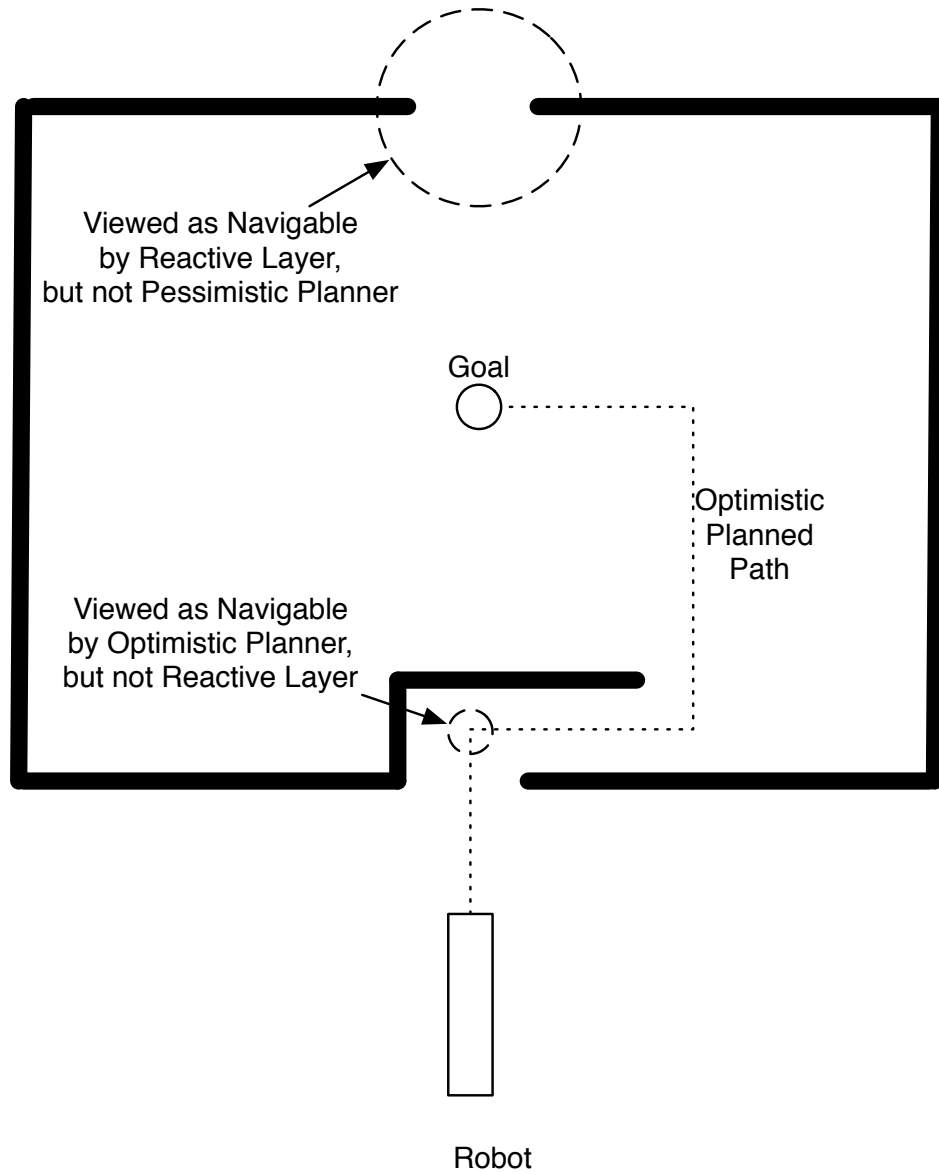 Viewed as Navigable
by Reactive Layer,
but not Pessimistic Planner
Goal
Optimistic
Planned
Path
Viewed as Navigable
by Optimistic Planner,
but not Reactive Layer
Robot